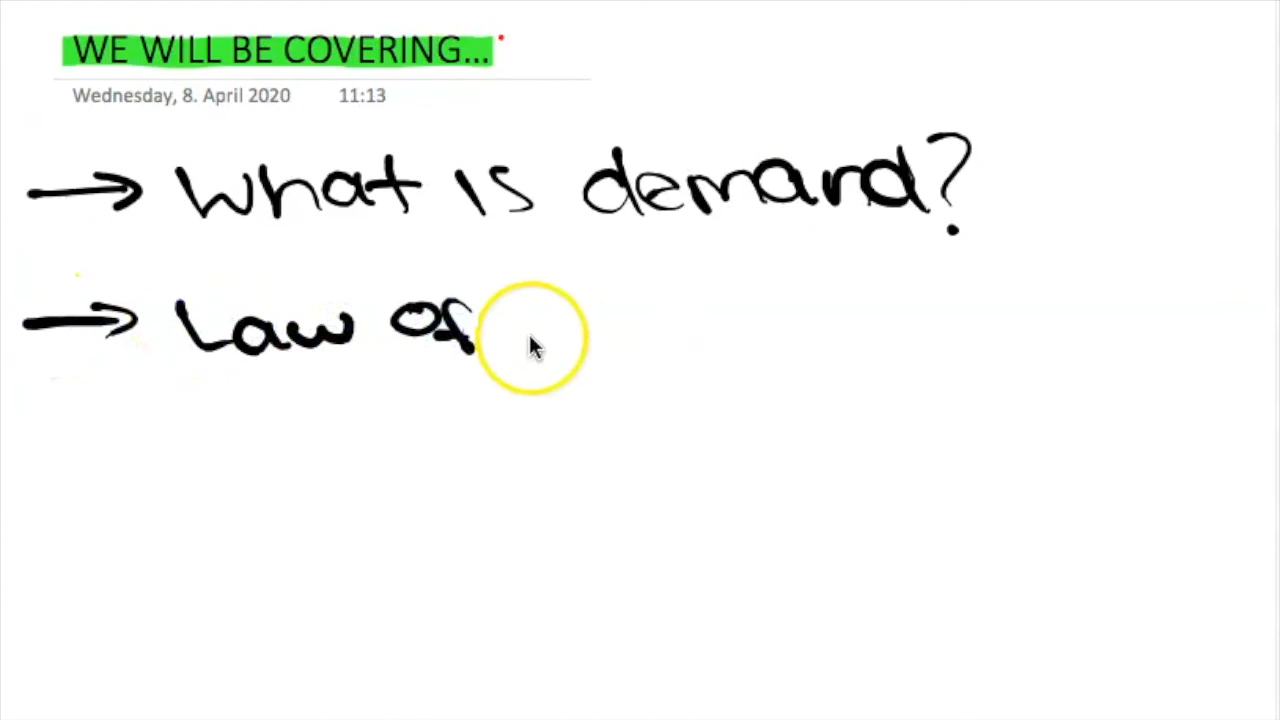 WE WILL BE COVERING...
Wednesday, 8. April 2020 11:13
→ What is demand?
→ Law of